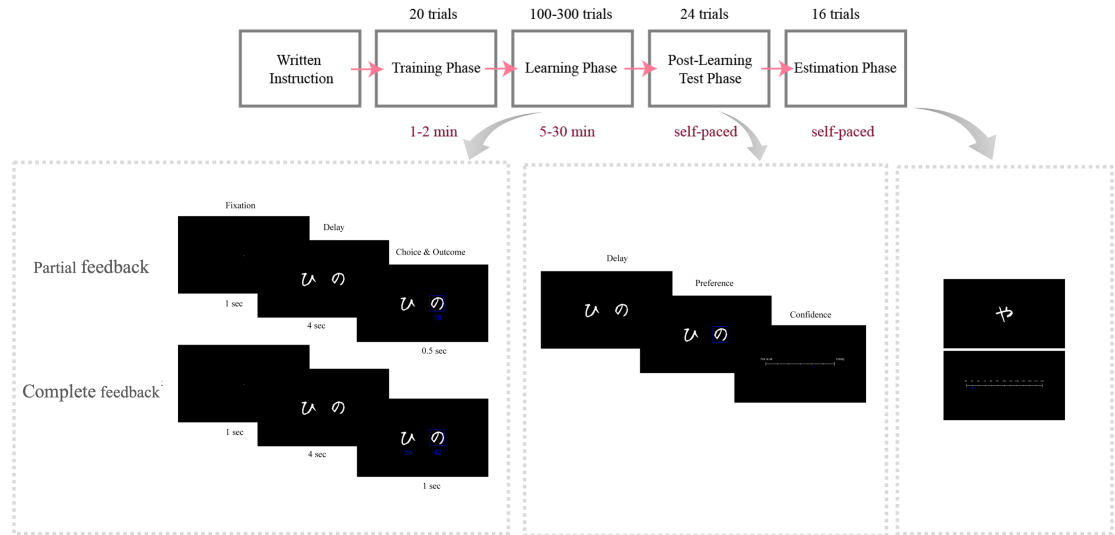 20 trials
100-300 trials
24 trials
16 trials
Written
Instruction
Training Phase
Learning Phase
Post-Learning
Test Phase
Estimation Phase
1-2 min
5-30 min
self-paced
self-paced
Partial feedback
Fixation
1 sec
Delay
ひ の
4 sec
Choice & Outcome
ひ の
0.5 sec
Complete feedback
1 sec
ひ の
4 sec
ひ の
1 sec
Delay
ひ の
Preference
ひ の
Confidence
や